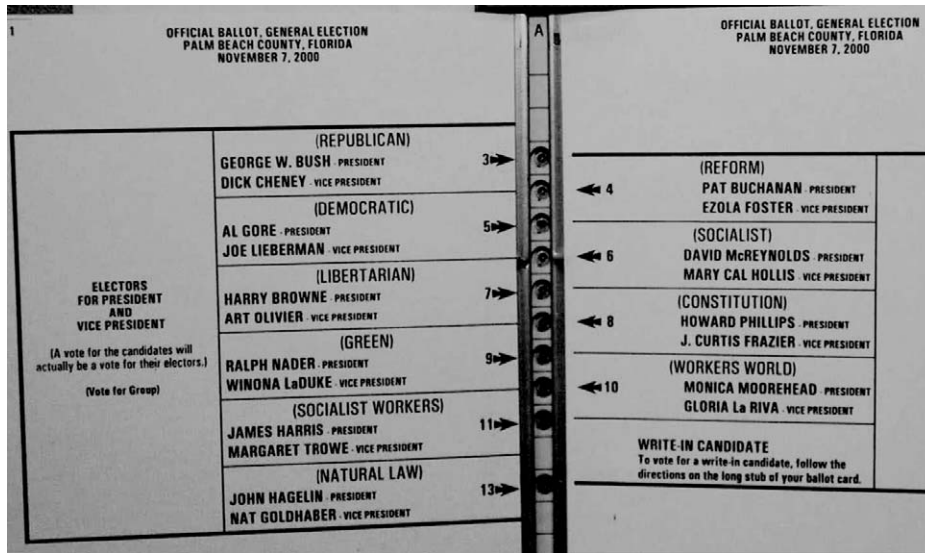 1
OFFICIAL BALLOT, GENERAL ELECTION
PALM BEACH COUNTY, FLORIDA
NOVEMBER 7, 2000
ELECTORS
FOR PRESIDENT
AND
VICE PRESIDENT
(A vote for the candidates will
actually be a vote for their electors.)
(Vote for Group)
(REPUBLICAN)
GEORGE W. BUSH - PRESIDENT
DICK CHENEY - VICE PRESIDENT
3
(DEMOCRATIC)
AL GORE - PRESIDENT
JOE LIEBERMAN - VICE PRESIDENT
5
(LIBERTARIAN)
HARRY BROWNE - PRESIDENT
ART OLIVIER - VICE PRESIDENT
7
(GREEN)
RALPH NADER - PRESIDENT
WINONA LaDUKE - VICE PRESIDENT
9
(SOCIALIST WORKERS)
JAMES HARRIS - PRESIDENT
MARGARET TROWE - VICE PRESIDENT
11
(NATURAL LAW)
JOHN HAGELIN - PRESIDENT
NAT GOLDHABER - VICE PRESIDENT
13
A
OFFICIAL BALLOT, GENERAL ELECTION
PALM BEACH COUNTY, FLORIDA
NOVEMBER 7, 2000
(REFORM)
4 PAT BUCHANAN - PRESIDENT
EZOLA FOSTER - VICE PRESIDENT
(SOCIALIST)
6 DAVID McREYNOLDS - PRESIDENT
MARY CAL HOLLIS - VICE PRESIDENT
(CONSTITUTION)
8 HOWARD PHILLIPS - PRESIDENT
J. CURTIS FRAZIER - VICE PRESIDENT
(WORKERS WORLD)
10 MONICA MOOREHEAD - PRESIDENT
GLORIA La RIVA - VICE PRESIDENT
WRITE-IN CANDIDATE
To vote for a write-in candidate, follow the
directions on the long stub of your ballot card.